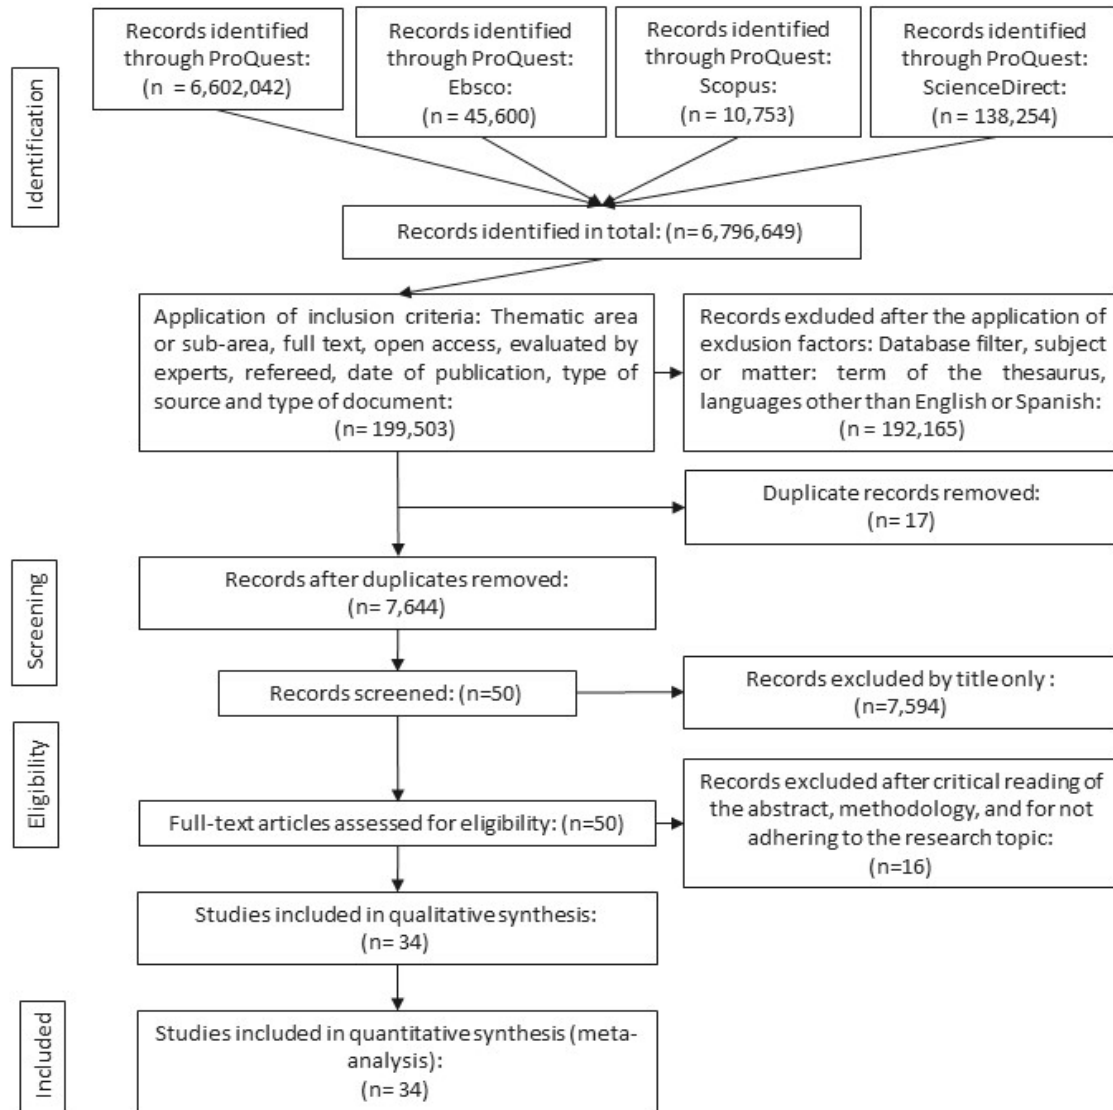 Records identified
through ProQuest:
(n = 6,602,042)
Records identified
through ProQuest:
Ebsco:
(n = 45,600)
Records identified
through ProQuest:
Scopus:
(n = 10,753)
Records identified
through ProQuest:
ScienceDirect:
(n = 138,254)
Identification
Records identified in total: (n= 6,796,649)
Application of inclusion criteria: Thematic area
or sub-area, full text, open access, evaluated by
experts, refereed, date of publication, type of
source and type of document:
(n= 199,503)
Records excluded after the application of
exclusion factors: Database filter, subject
or matter: term of the thesaurus,
languages other than English or Spanish:
(n = 192,165)
Duplicate records removed:
(n= 17)
Screening
Records after duplicates removed:
(n= 7,644)
Records screened: (n=50)
Records excluded by title only :
(n=7,594)
Eligibility
Full-text articles assessed for eligibility: (n=50)
Records excluded after critical reading of
the abstract, methodology, and for not
adhering to the research topic:
(n=16)
Studies included in qualitative synthesis:
(n= 34)
Included
Studies included in quantitative synthesis (meta-
analysis):
(n= 34)